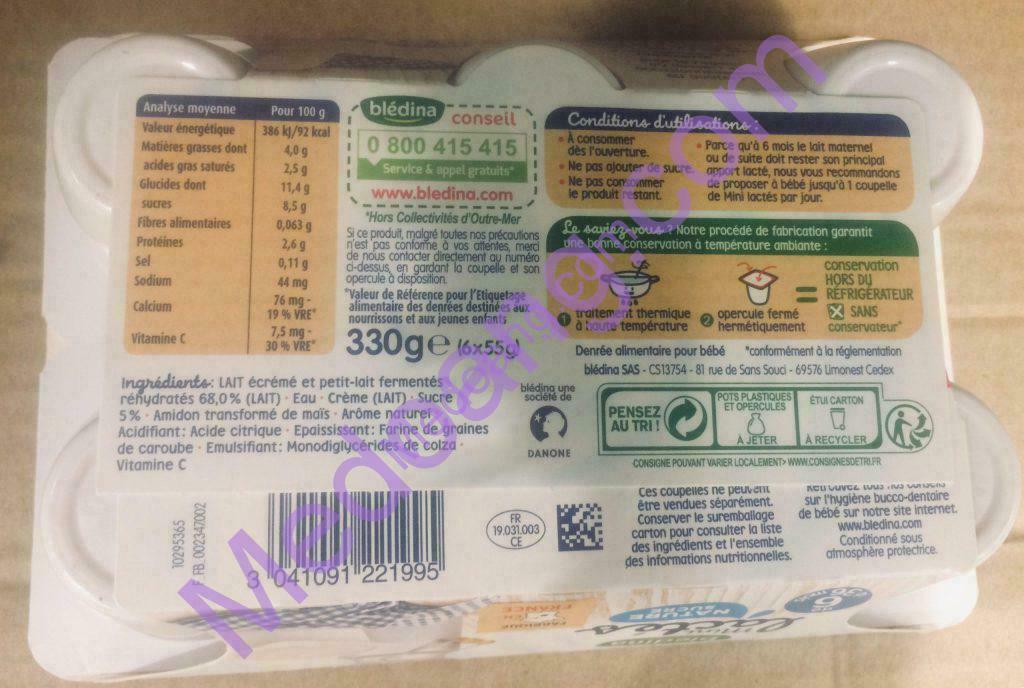 Analyse moyenne Pour 100 g
Valeur énergétique 386 kJ/92 kcal
Matières grasses dont 4,0 g
acides gras saturés 2,5 g
Glucides dont 11,4 g
sucres 8,5 g
Fibres alimentaires 0,063 g
Protéines 2,6 g
Sel 0,11 g
Sodium 44 mg
Calcium 76 mg -
19 % VRE*
Vitamine C 7,5 mg -
30 % VRE*
blédina conseil
0 800 415 415
Service & appel gratuits*
www.bledina.com
*Hors Collectivités d'Outre-Mer
Si ce produit, malgré toutes nos précautions
n'est pas conforme à vos attentes, merci
de nous contacter directement au numéro
ci-dessus, en gardant la coupelle et son
opercule à disposition.
*Valeur de Référence pour l'Etiquetage
alimentaire des denrées destinées aux
nourrissons et aux jeunes enfants
330g e (6x55g)
Conditions d'utilisations :
• À consommer
dès l'ouverture.
• Ne pas ajouter de sucre.
• Ne pas consommer
le produit restant.
• Parce qu'à 6 mois le lait maternel
ou de suite doit rester son principal
apport lacté, nous vous recommandons
de proposer à bébé jusqu'à 1 coupelle
de Mini lactés par jour.
Le saviez-vous ? Notre procédé de fabrication garantit
une bonne conservation à température ambiante :
1 traitement thermique
à haute température
2 opercule fermé
hermétiquement
=
conservation
HORS DU
RÉFRIGÉRATEUR
SANS
conservateur*
Denrée alimentaire pour bébé *conformément à la réglementation
blédina SAS - CS13754 - 81 rue de Sans Souci - 69576 Limonest Cedex
Ingrédients: LAIT écrémé et petit-lait fermentés
réhydratés 68,0 % (LAIT) · Eau · Crème (LAIT) · Sucre
5 % · Amidon transformé de maïs · Arôme naturel ·
Acidifiant : Acide citrique · Epaississant : Farine de graines
de caroube · Emulsifiant : Monodiglycérides de colza ·
Vitamine C
blédina une
société de
DANONE
PENSEZ
AU TRI !
POTS PLASTIQUES
ET OPERCULES
À JETER
ÉTUI CARTON
À RECYCLER
CONSIGNE POUVANT VARIER LOCALEMENT> WWW.CONSIGNESDETRI.FR
10295365
F. FB. 002347002
3 041091 221995
FR
19.031.003
CE
Ces coupelles ne peuvent
être vendues séparément.
Conserver le suremballage
carton pour consulter la liste
des ingrédients et l'ensemble
des informations nutritionnelles.
Retrouvez tous nos conseils
sur l'hygiène bucco-dentaire
de bébé sur notre site internet.
www.bledina.com
Conditionné sous
atmosphère protectrice.
FABRIQUÉ
EN
FRANCE
NATURE
SUCRÉ
lactés